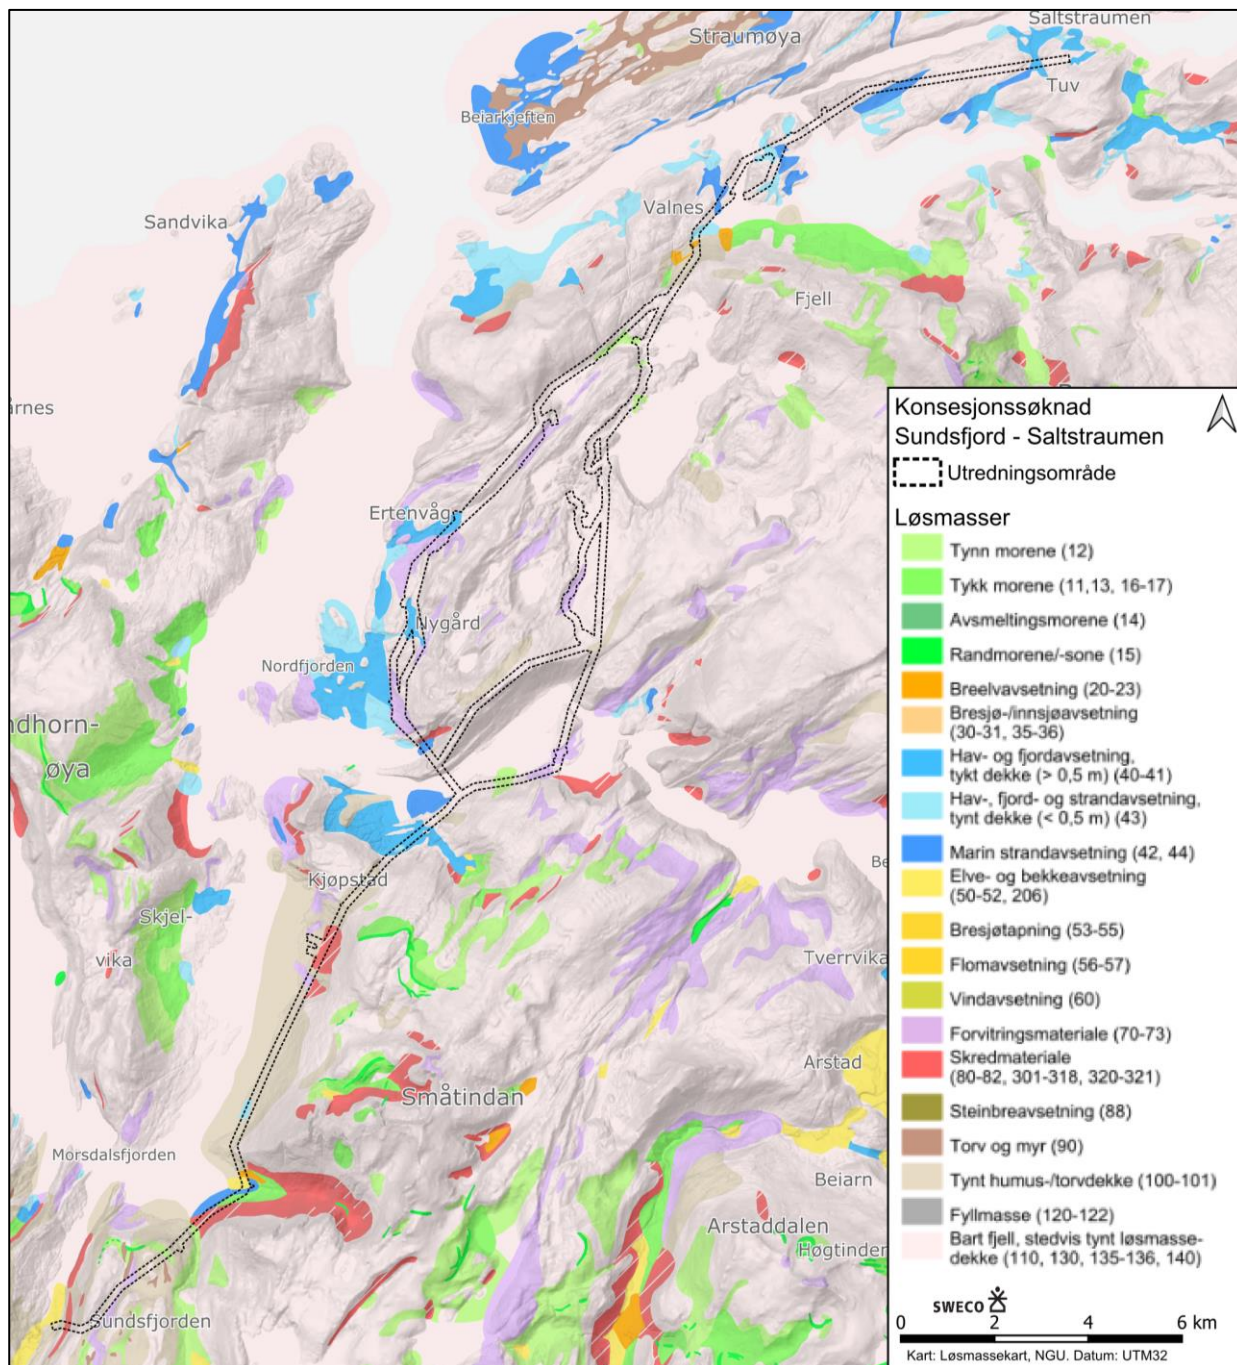 Saltstraumen
Straumøya
Tuv
Beiarkjeften
Valnes
Sandvika
Fjell
årnes
Ertenvåg
Nygård
Nordfjorden
ndhorn-
øya
Kjøpstad
Skjel-
vika
Be
Tverrvika
Arstad
Småtindan
Morsdalsfjorden
Beiarn
Arstaddalen
Høgtinden
Sundsfjorden
Konsesjonssøknad
Sundsfjord - Saltstraumen
Utredningsområde
Løsmasser
Tynn morene (12)
Tykk morene (11,13, 16-17)
Avsmeltingsmorene (14)
Randmorene/-sone (15)
Breelvavsetning (20-23)
Bresjø-/innsjøavsetning
(30-31, 35-36)
Hav- og fjordavsetning,
tykt dekke (> 0,5 m) (40-41)
Hav-, fjord- og strandavsetning,
tynt dekke (< 0,5 m) (43)
Marin strandavsetning (42, 44)
Elve- og bekkeavsetning
(50-52, 206)
Bresjøtapning (53-55)
Flomavsetning (56-57)
Vindavsetning (60)
Forvitringsmateriale (70-73)
Skredmateriale
(80-82, 301-318, 320-321)
Steinbreavsetning (88)
Torv og myr (90)
Tynt humus-/torvdekke (100-101)
Fyllmasse (120-122)
Bart fjell, stedvis tynt løsmasse-
dekke (110, 130, 135-136, 140)
SWECO
0 2 4 6 km
Kart: Løsmassekart, NGU. Datum: UTM32